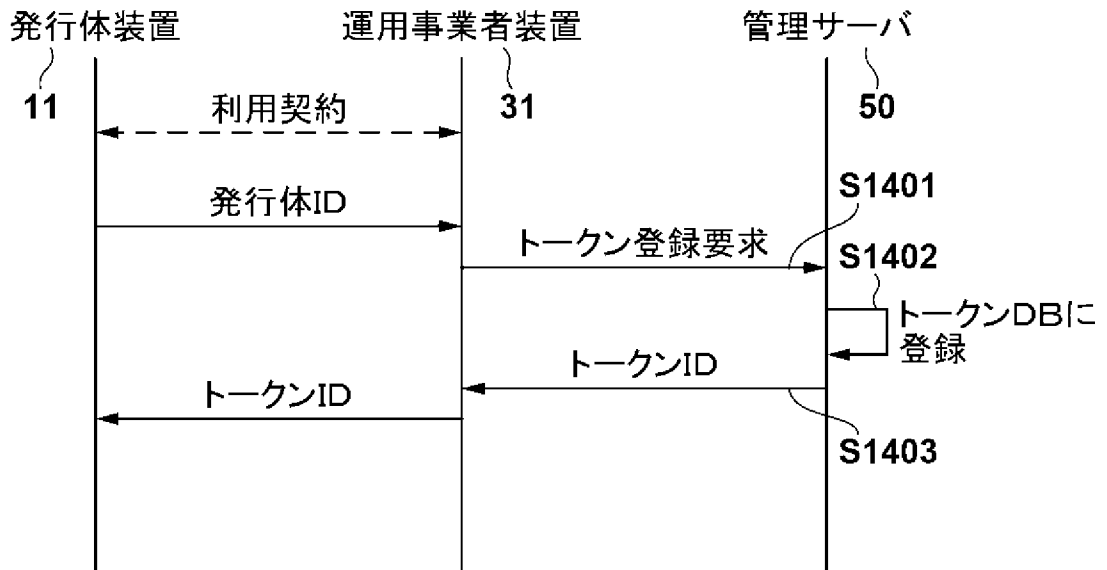 発行体装置
運用事業者装置
管理サーバ
11
31
50
利用契約
発行体ID
S1401
トークン登録要求
S1402
トークンDBに
登録
トークンID
トークンID
S1403